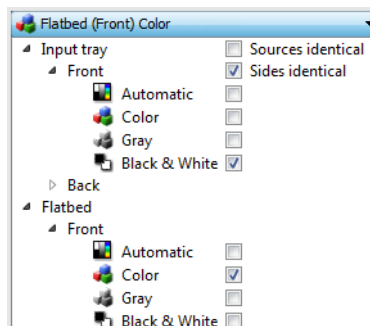 Flatbed (Front) Color
Input tray Sources identical
Front Sides identical
Automatic
Color
Gray
Black & White
Back
Flatbed
Front
Automatic
Color
Gray
Black & White